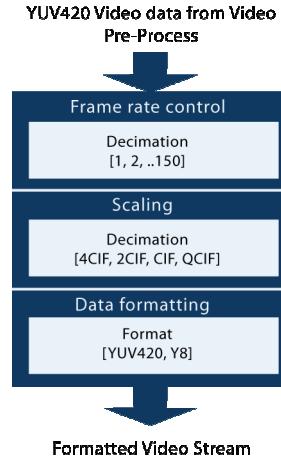 YUV420 Video data from Video
Pre-Process
Frame rate control
Decimation
[1, 2, ..150]
Scaling
Decimation
[4CIF, 2CIF, CIF, QCIF]
Data formatting
Format
[YUV420, Y8]
Formatted Video Stream